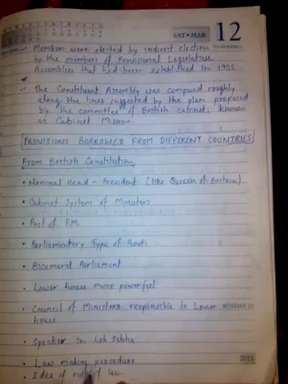 SAT • MAR 12
✓ Members were elected by indirect election
by the members of Provisional Legislative
Assemblies that had been established in 1935.
✓ The Constituent Assembly was composed roughly
along the lines suggested by the plan proposed
by the committee of British cabinet, known
as Cabinet Mission.
PROVISIONS BORROWED FROM DIFFERENT COUNTRIES
From British Constitution
• Nominal Head - President (like Queen of Britain)
• Cabinet System of Ministers
• Post of P.M.
• Parliamentary Type of Govt.
• Bicameral Parliament
• Lower house more powerful
• Council of Ministers responsible to Lower
house
SUNDAY 13
• Speaker in Lok Sabha
• Law making procedure
2011
• Idea of rule of law